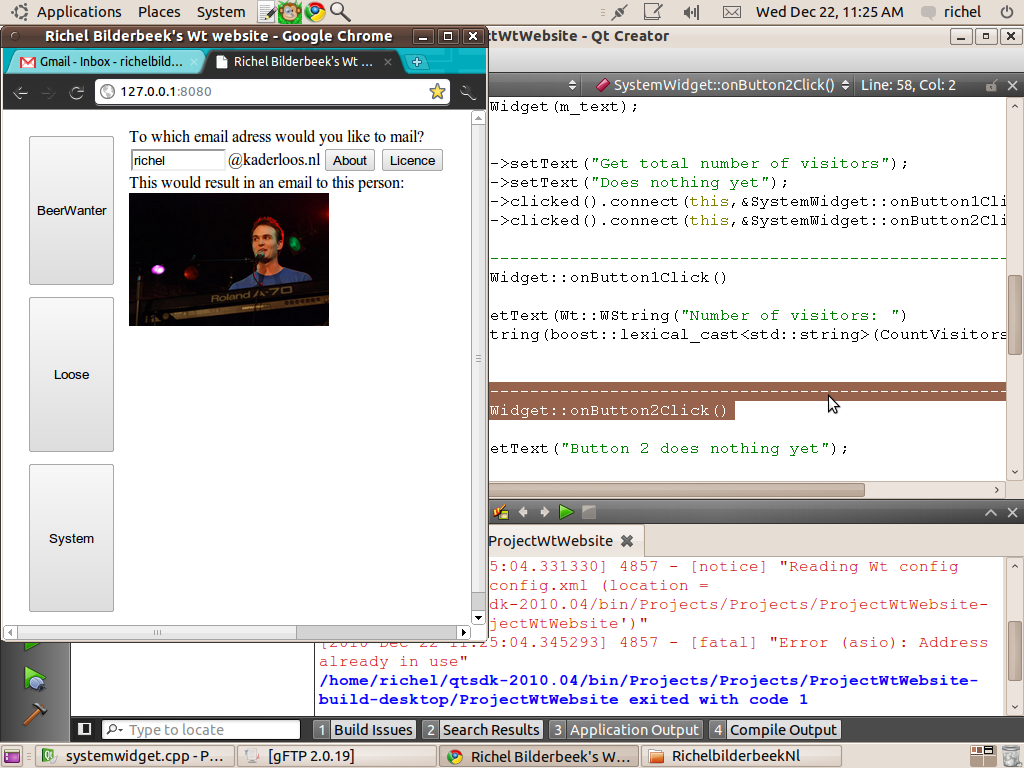 Applications Places System
Wed Dec 22, 11:25 AM richel
Richel Bilderbeek's Wt website - Google Chrome
Gmail - Inbox - richelbild... Richel Bilderbeek's Wt ...
127.0.0.1:8080
To which email adress would you like to mail?
richel @kaderloos.nl About Licence
This would result in an email to this person:
Roland A-70
BeerWanter
Loose
System
tWtWebsite - Qt Creator
SystemWidget::onButton2Click() Line: 58, Col: 2
Widget(m_text);
->setText("Get total number of visitors");
->setText("Does nothing yet");
->clicked().connect(this,&SystemWidget::onButton1Cli
->clicked().connect(this,&SystemWidget::onButton2Cli
------------------------------------------------------
Widget::onButton1Click()
etText(Wt::WString("Number of visitors: ")
tring(boost::lexical_cast<std::string>(CountVisitors
------------------------------------------------------
Widget::onButton2Click()
etText("Button 2 does nothing yet");
ProjectWtWebsite
5:04.331330] 4857 - [notice] "Reading Wt config
config.xml (location =
sdk-2010.04/bin/Projects/Projects/ProjectWtWebsite-
jectWtWebsite')"
[2010-Dec-22 11:25:04.345293] 4857 - [fatal] "Error (asio): Address
already in use"
/home/richel/qtsdk-2010.04/bin/Projects/Projects/ProjectWtWebsite-
build-desktop/ProjectWtWebsite exited with code 1
Type to locate 1 Build Issues 2 Search Results 3 Application Output 4 Compile Output
systemwidget.cpp - P... [gFTP 2.0.19] Richel Bilderbeek's W... RichelbilderbeekNl